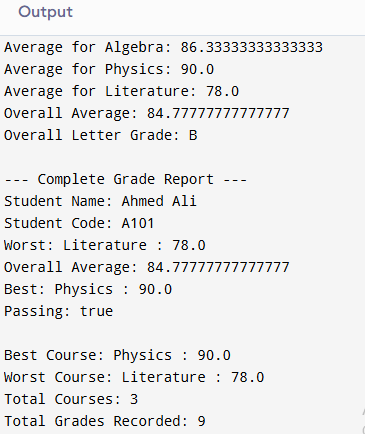 Output
Average for Algebra: 86.33333333333333
Average for Physics: 90.0
Average for Literature: 78.0
Overall Average: 84.77777777777777
Overall Letter Grade: B
--- Complete Grade Report ---
Student Name: Ahmed Ali
Student Code: A101
Worst: Literature : 78.0
Overall Average: 84.77777777777777
Best: Physics : 90.0
Passing: true
Best Course: Physics : 90.0
Worst Course: Literature : 78.0
Total Courses: 3
Total Grades Recorded: 9